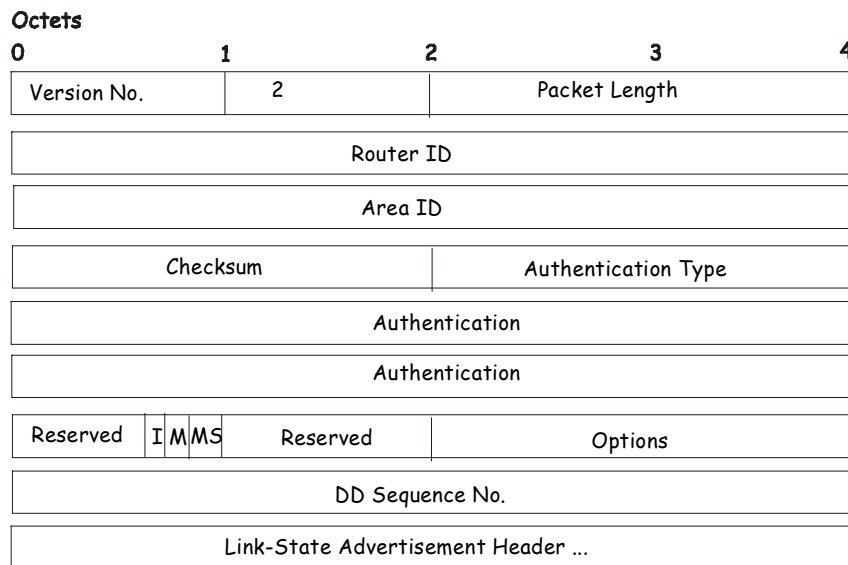 Octets
0 1 2 3 4
Version No. 2 Packet Length
Router ID
Area ID
Checksum Authentication Type
Authentication
Authentication
Reserved I M MS Reserved Options
DD Sequence No.
Link-State Advertisement Header ...